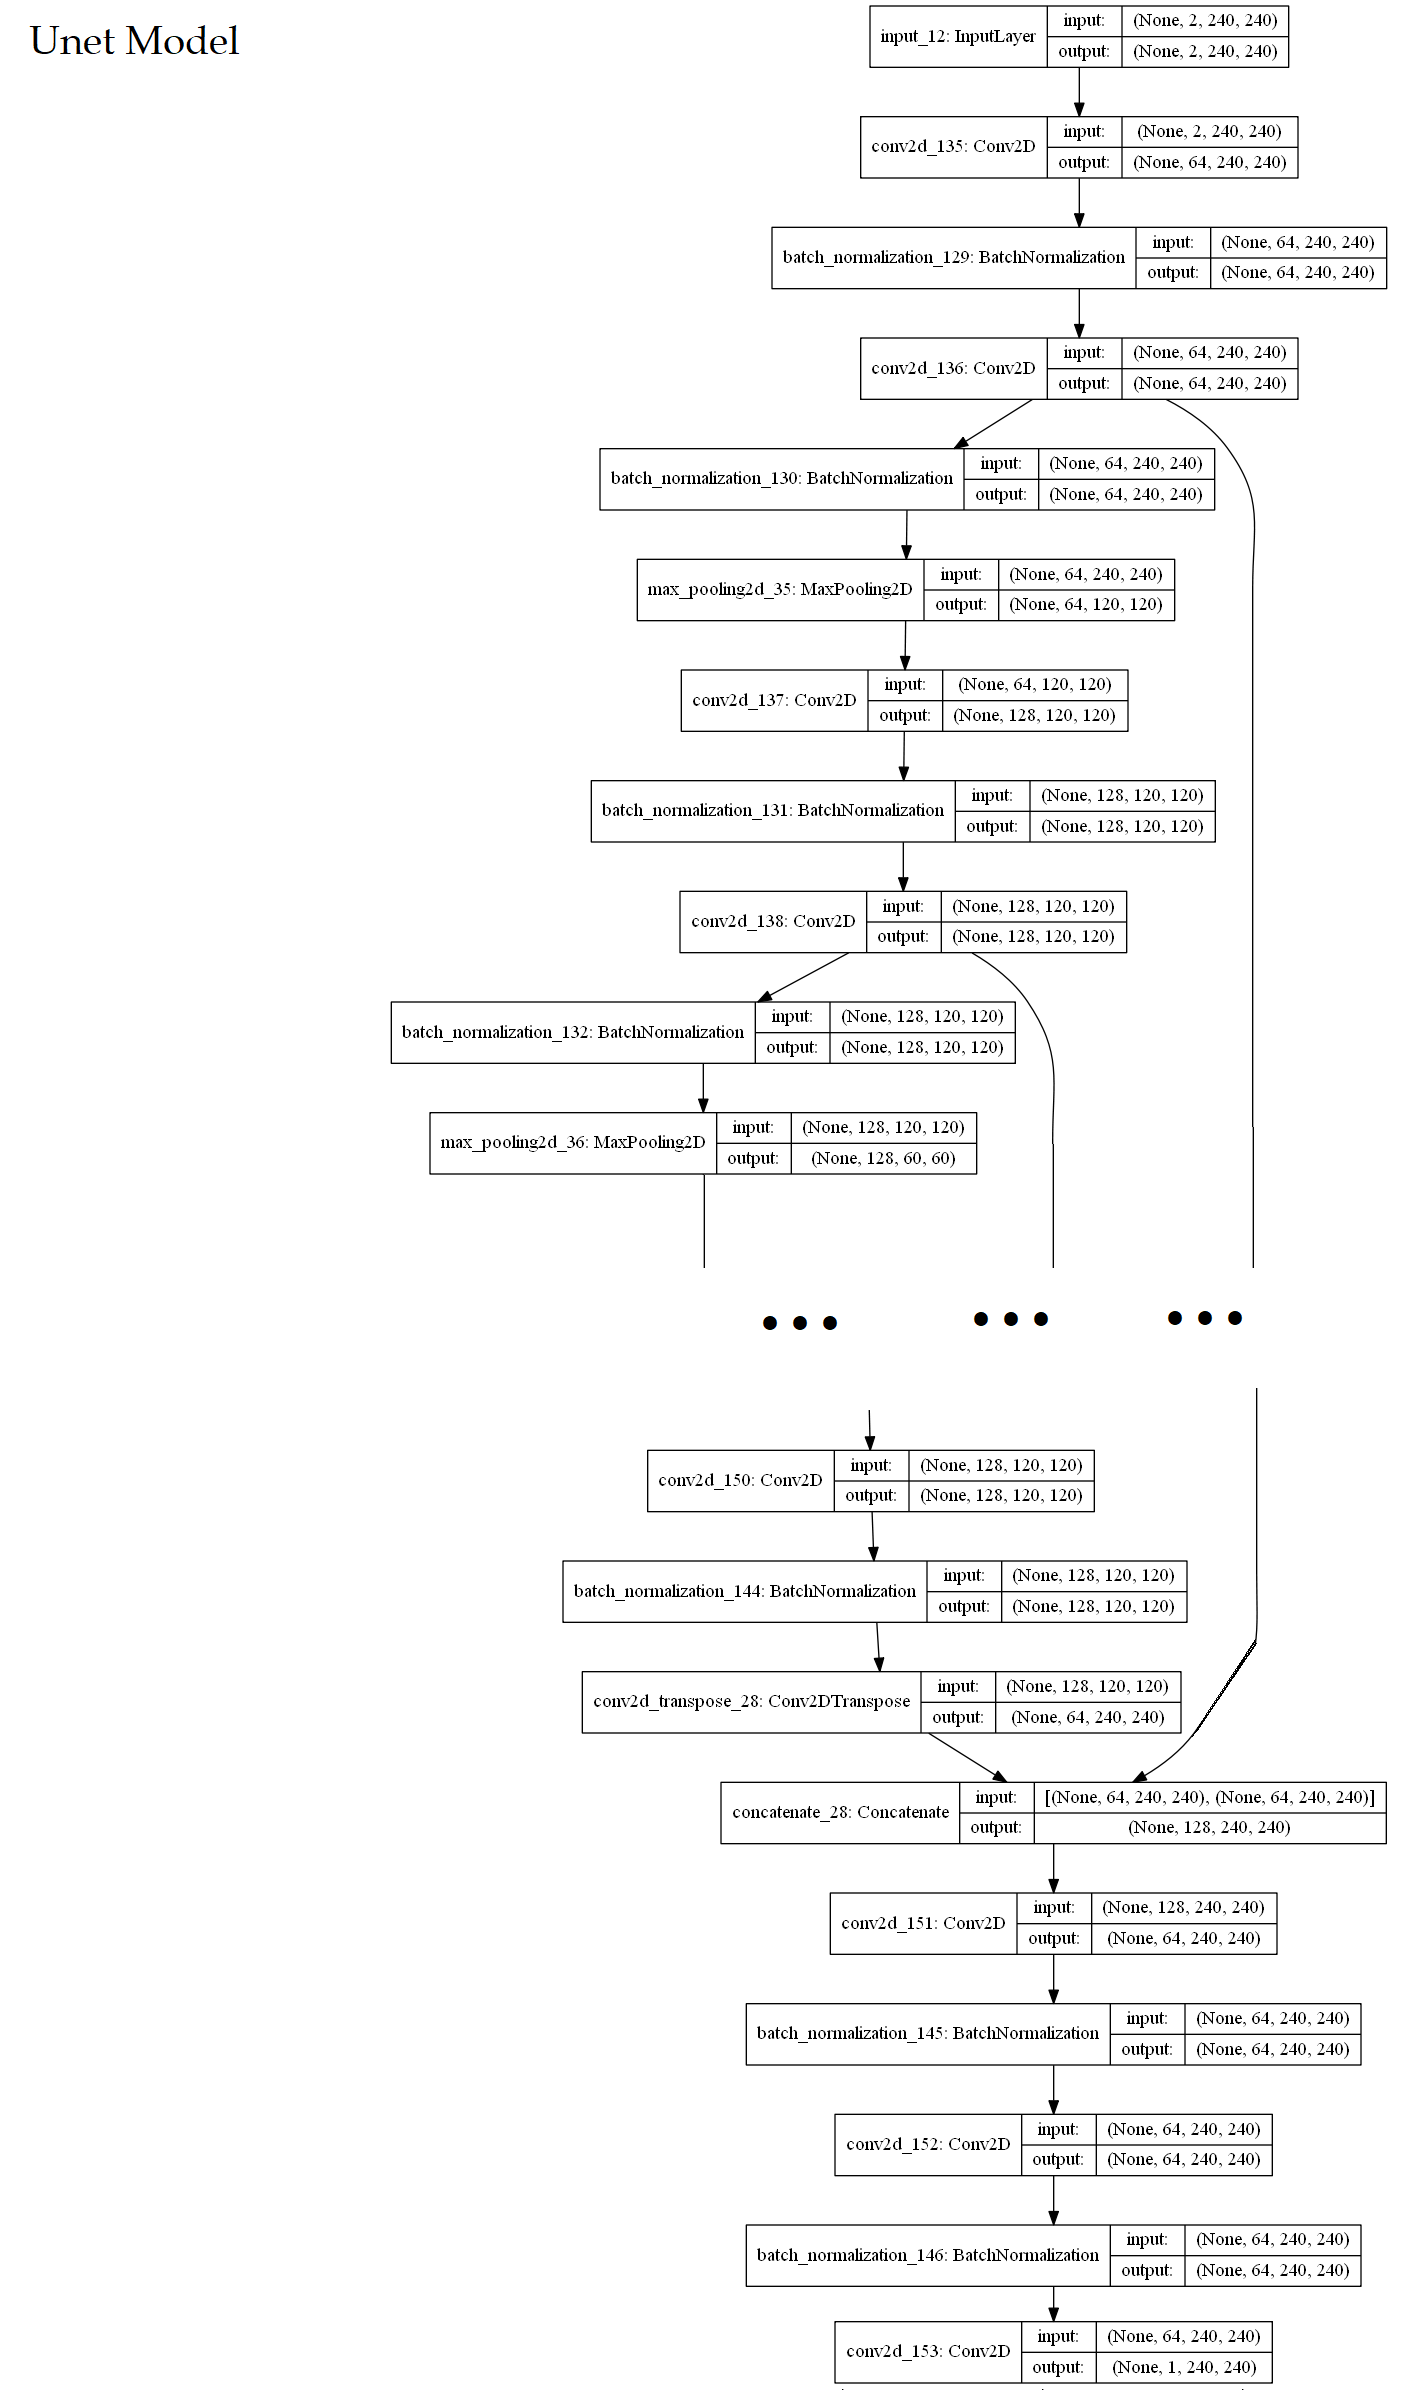 Unet Model
input_12: InputLayer
input: (None, 2, 240, 240)
output: (None, 2, 240, 240)
conv2d_135: Conv2D
input: (None, 2, 240, 240)
output: (None, 64, 240, 240)
batch_normalization_129: BatchNormalization
input: (None, 64, 240, 240)
output: (None, 64, 240, 240)
conv2d_136: Conv2D
input: (None, 64, 240, 240)
output: (None, 64, 240, 240)
batch_normalization_130: BatchNormalization
input: (None, 64, 240, 240)
output: (None, 64, 240, 240)
max_pooling2d_35: MaxPooling2D
input: (None, 64, 240, 240)
output: (None, 64, 120, 120)
conv2d_137: Conv2D
input: (None, 64, 120, 120)
output: (None, 128, 120, 120)
batch_normalization_131: BatchNormalization
input: (None, 128, 120, 120)
output: (None, 128, 120, 120)
conv2d_138: Conv2D
input: (None, 128, 120, 120)
output: (None, 128, 120, 120)
batch_normalization_132: BatchNormalization
input: (None, 128, 120, 120)
output: (None, 128, 120, 120)
max_pooling2d_36: MaxPooling2D
input: (None, 128, 120, 120)
output: (None, 128, 60, 60)
••• ••• •••
conv2d_150: Conv2D
input: (None, 128, 120, 120)
output: (None, 128, 120, 120)
batch_normalization_144: BatchNormalization
input: (None, 128, 120, 120)
output: (None, 128, 120, 120)
conv2d_transpose_28: Conv2DTranspose
input: (None, 128, 120, 120)
output: (None, 64, 240, 240)
concatenate_28: Concatenate
input: [(None, 64, 240, 240), (None, 64, 240, 240)]
output: (None, 128, 240, 240)
conv2d_151: Conv2D
input: (None, 128, 240, 240)
output: (None, 64, 240, 240)
batch_normalization_145: BatchNormalization
input: (None, 64, 240, 240)
output: (None, 64, 240, 240)
conv2d_152: Conv2D
input: (None, 64, 240, 240)
output: (None, 64, 240, 240)
batch_normalization_146: BatchNormalization
input: (None, 64, 240, 240)
output: (None, 64, 240, 240)
conv2d_153: Conv2D
input: (None, 64, 240, 240)
output: (None, 1, 240, 240)